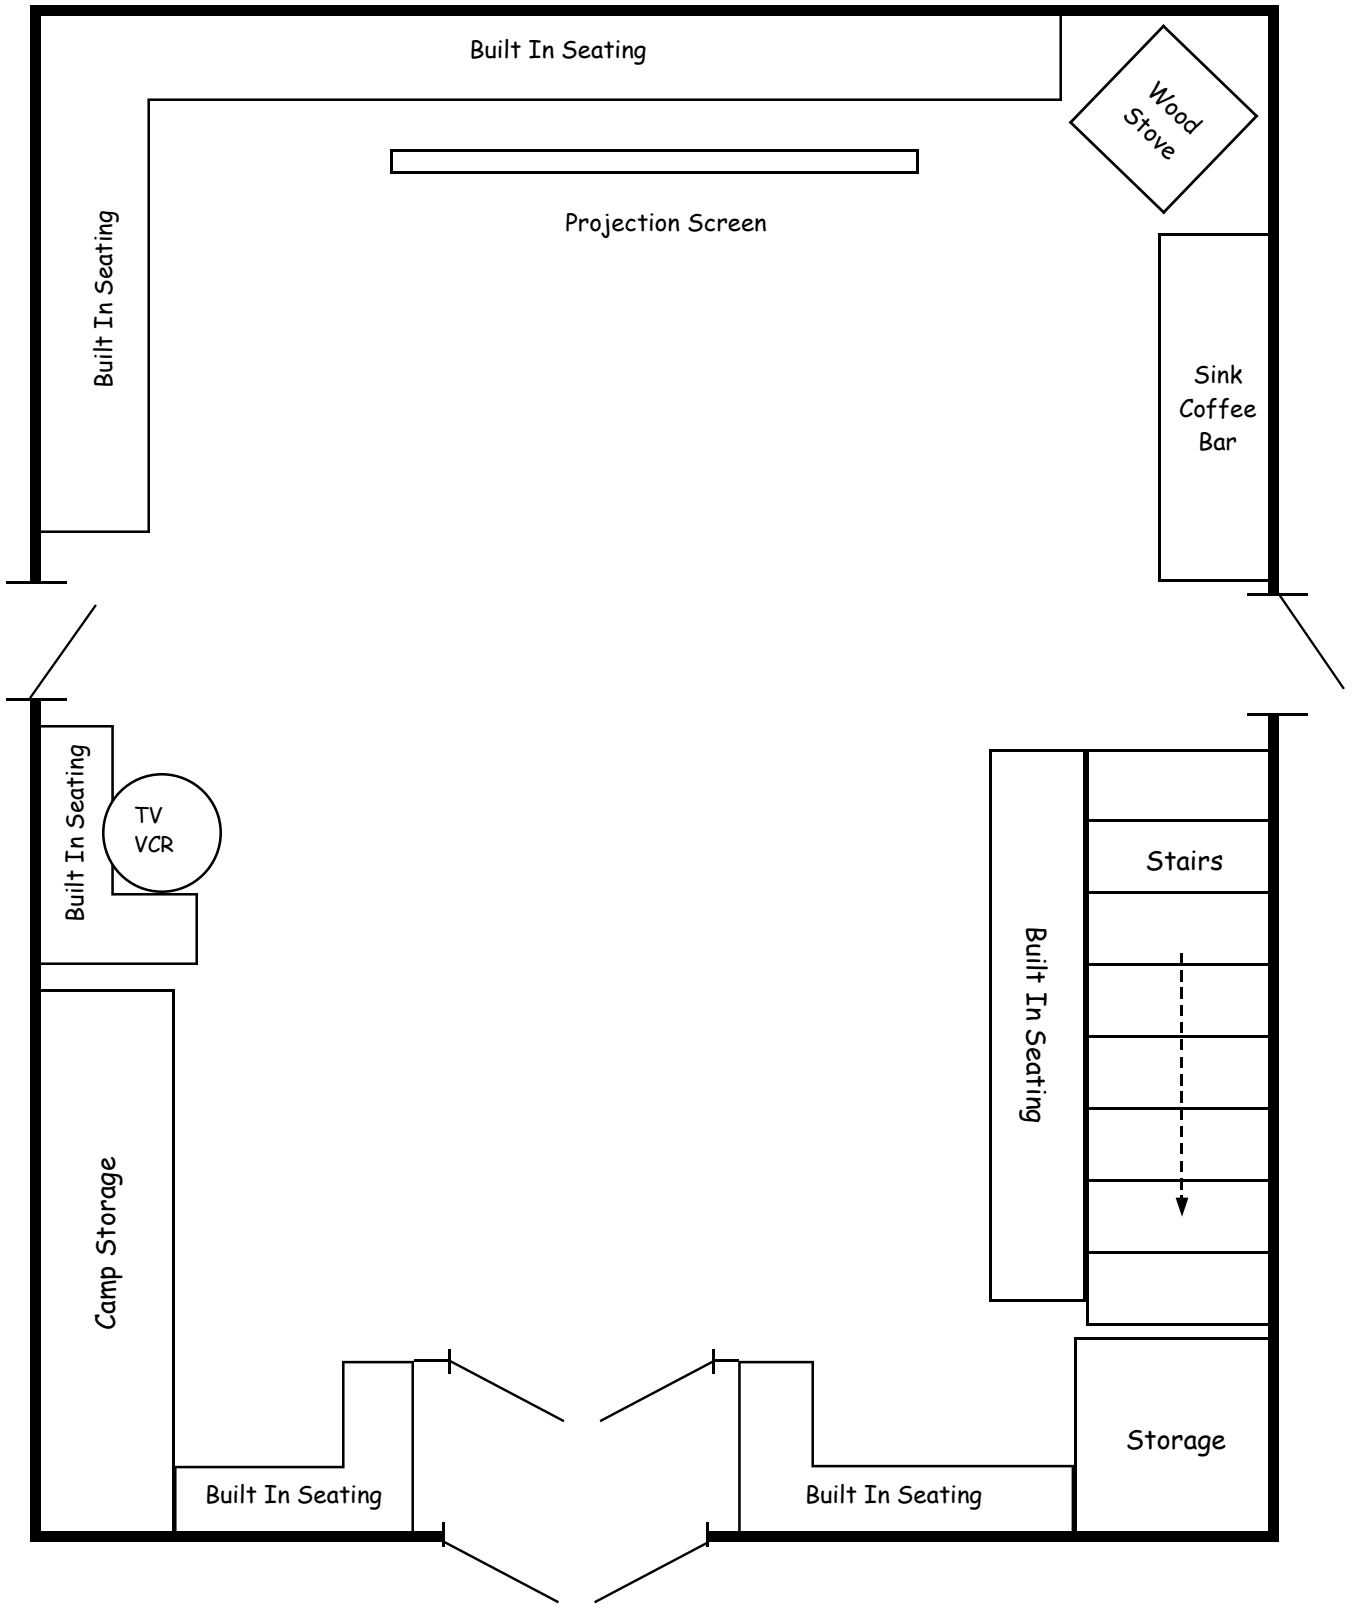 Built In Seating
Wood
Stove
Built In Seating
Projection Screen
Sink
Coffee
Bar
Built In Seating
TV
VCR
Stairs
Built In Seating
Camp Storage
Storage
Built In Seating
Built In Seating